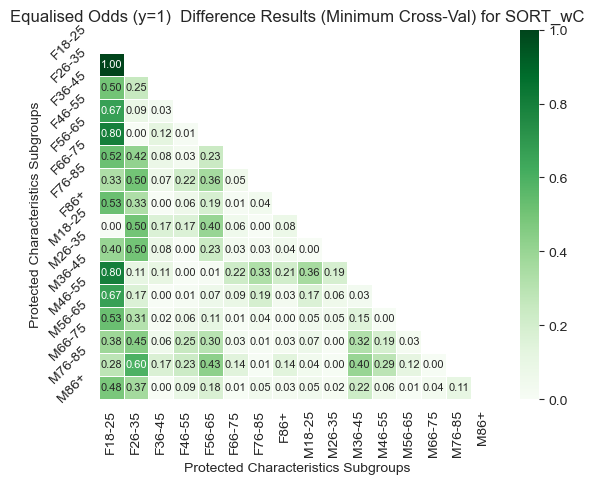 Equalised Odds (y=1)  Difference Results (Minimum Cross-Val) for SORT_wC
Protected Characteristics Subgroups
F18-25
F26-35 1.00
F36-45 0.50 0.25
F46-55 0.67 0.09 0.03
F56-65 0.80 0.00 0.12 0.01
F66-75 0.52 0.42 0.08 0.03 0.23
F76-85 0.33 0.50 0.07 0.22 0.36 0.05
F86+ 0.53 0.33 0.00 0.06 0.19 0.01 0.04
M18-25 0.00 0.50 0.17 0.17 0.40 0.06 0.00 0.08
M26-35 0.40 0.50 0.08 0.00 0.23 0.03 0.03 0.04 0.00
M36-45 0.80 0.11 0.11 0.00 0.01 0.22 0.33 0.21 0.36 0.19
M46-55 0.67 0.17 0.00 0.01 0.07 0.09 0.19 0.03 0.17 0.06 0.03
M56-65 0.53 0.31 0.02 0.06 0.11 0.01 0.04 0.00 0.05 0.05 0.15 0.00
M66-75 0.38 0.45 0.06 0.25 0.30 0.03 0.01 0.03 0.07 0.00 0.32 0.19 0.03
M76-85 0.28 0.60 0.17 0.23 0.43 0.14 0.01 0.14 0.04 0.00 0.40 0.29 0.12 0.00
M86+ 0.48 0.37 0.00 0.09 0.18 0.01 0.05 0.03 0.05 0.02 0.22 0.06 0.01 0.04 0.11
F18-25 F26-35 F36-45 F46-55 F56-65 F66-75 F76-85 F86+ M18-25 M26-35 M36-45 M46-55 M56-65 M66-75 M76-85 M86+
Protected Characteristics Subgroups
1.0
0.8
0.6
0.4
0.2
0.0